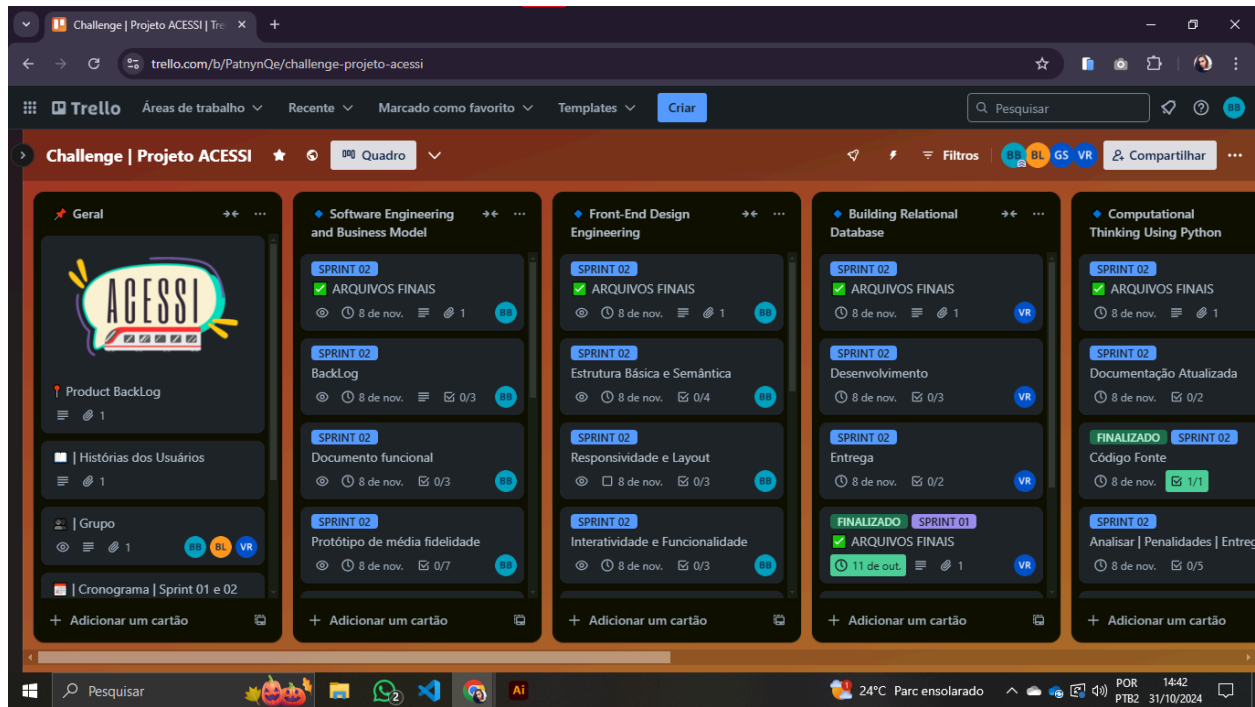 Challenge | Projeto ACESSI | Tre
trello.com/b/PatnynQe/challenge-projeto-acessi
Trello Áreas de trabalho Recente Marcado como favorito Templates Criar Pesquisar BB
Challenge | Projeto ACESSI Quadro Filtros BB BL GS VR Compartilhar
Geral
ACESSI
Product BackLog
1
| Histórias dos Usuários
1
| Grupo
1 BB BL VR
| Cronograma | Sprint 01 e 02
+ Adicionar um cartão
Software Engineering
and Business Model
SPRINT 02
ARQUIVOS FINAIS
8 de nov. 1 BB
SPRINT 02
BackLog
8 de nov. 0/3 BB
SPRINT 02
Documento funcional
8 de nov. 0/3 BB
SPRINT 02
Protótipo de média fidelidade
8 de nov. 0/7 BB
+ Adicionar um cartão
Front-End Design
Engineering
SPRINT 02
ARQUIVOS FINAIS
8 de nov. 1 BB
SPRINT 02
Estrutura Básica e Semântica
8 de nov. 0/4 BB
SPRINT 02
Responsividade e Layout
8 de nov. 0/3 BB
SPRINT 02
Interatividade e Funcionalidade
8 de nov. 0/3 BB
+ Adicionar um cartão
Building Relational
Database
SPRINT 02
ARQUIVOS FINAIS
8 de nov. 1 VR
SPRINT 02
Desenvolvimento
8 de nov. 0/3 VR
SPRINT 02
Entrega
8 de nov. 0/2 VR
FINALIZADO SPRINT 01
ARQUIVOS FINAIS
11 de out. 1 VR
+ Adicionar um cartão
Computational
Thinking Using Python
SPRINT 02
ARQUIVOS FINAIS
8 de nov. 1
SPRINT 02
Documentação Atualizada
8 de nov. 0/2
FINALIZADO SPRINT 02
Código Fonte
8 de nov. 1/1
SPRINT 02
Analisar | Penalidades | Entreg
8 de nov. 0/5
+ Adicionar um cartão
Pesquisar 2 Ai 24°C Parc ensolarado POR 14:42
PTB2 31/10/2024